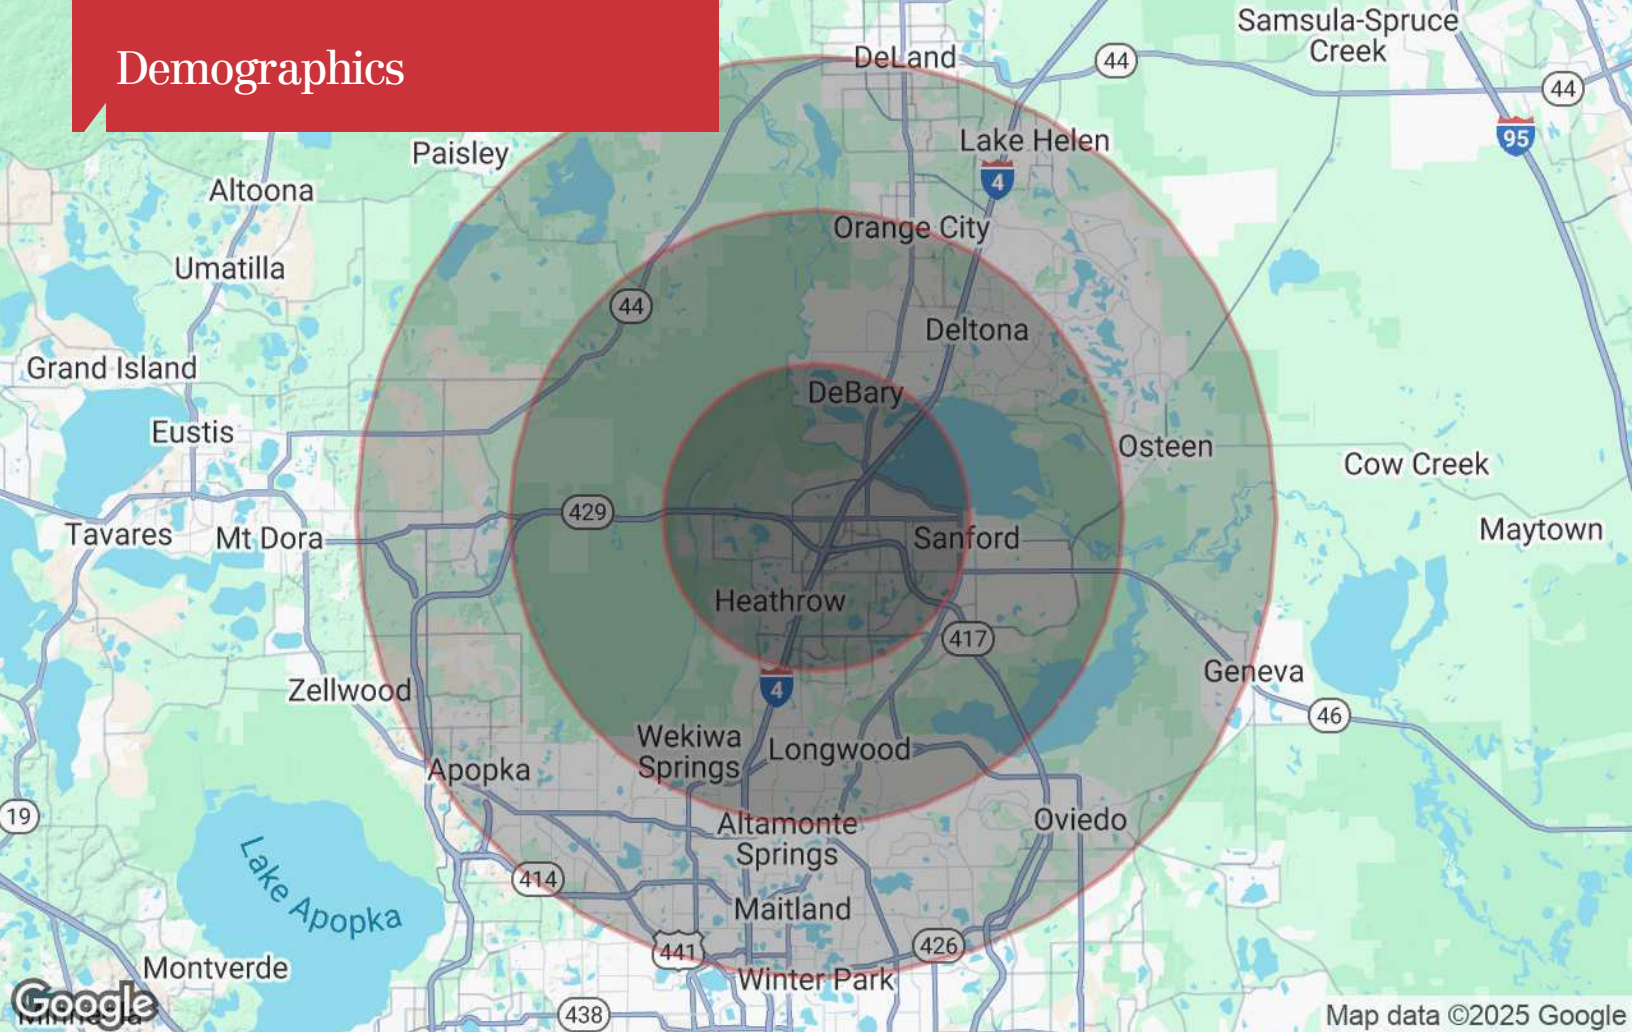 Demographics
Samsula-Spruce
Creek
DeLand
44
44
95
Lake Helen
Paisley
4
Altoona
Orange City
Umatilla
44
Deltona
Grand Island
DeBary
Eustis
Osteen
Cow Creek
429
Tavares
Mt Dora
Sanford
Maytown
Heathrow
417
Geneva
4
Zellwood
46
Wekiwa
Springs
Longwood
Apopka
19
Altamonte
Springs
Oviedo
Lake Apopka
414
Maitland
441
426
Montverde
Winter Park
Google
438
Map data ©2025 Google